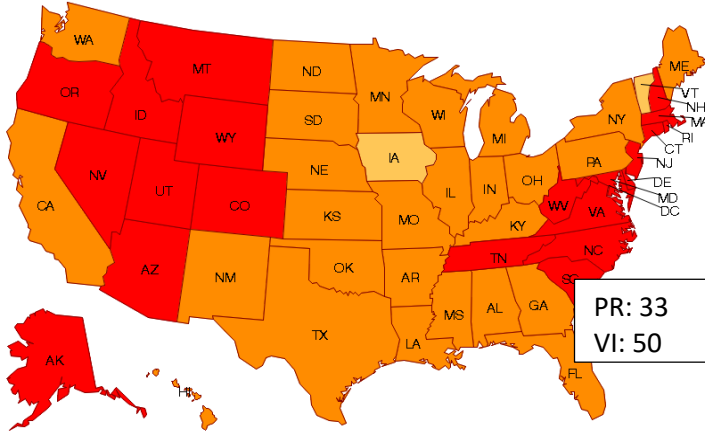 WA
MT
ND
MN
ME
VT
NH
MA
RI
CT
NJ
DE
MD
DC
OR
ID
WY
SD
WI
MI
NY
PA
IA
NE
NV
UT
CO
IL
IN
OH
WV
VA
CA
KS
MO
KY
NC
TN
AZ
NM
OK
AR
SC
MS
AL
GA
TX
LA
FL
AK
HI
PR: 33
VI: 50